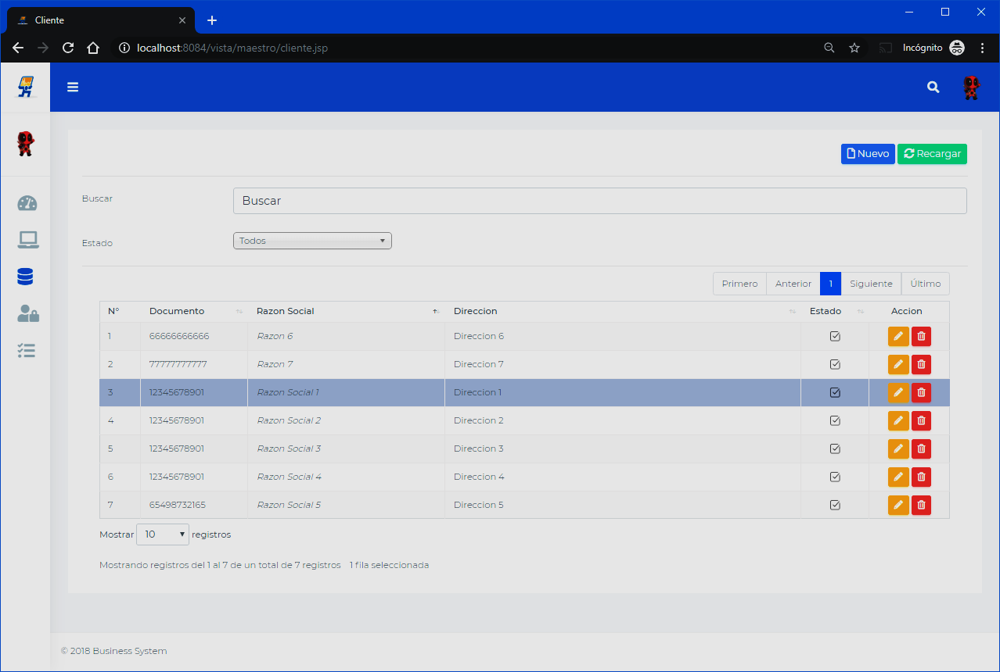 Cliente
localhost:8084/vista/maestro/cliente.jsp
Incógnito
Nuevo Recargar
Buscar Buscar
Estado Todos
Primero Anterior 1 Siguiente Último
N° Documento Razon Social Direccion Estado Accion
1 66666666666 Razon 6 Direccion 6
2 77777777777 Razon 7 Direccion 7
3 12345678901 Razon Social 1 Direccion 1
4 12345678901 Razon Social 2 Direccion 2
5 12345678901 Razon Social 3 Direccion 3
6 12345678901 Razon Social 4 Direccion 4
7 65498732165 Razon Social 5 Direccion 5
Mostrar 10 registros
Mostrando registros del 1 al 7 de un total de 7 registros 1 fila seleccionada
© 2018 Business System